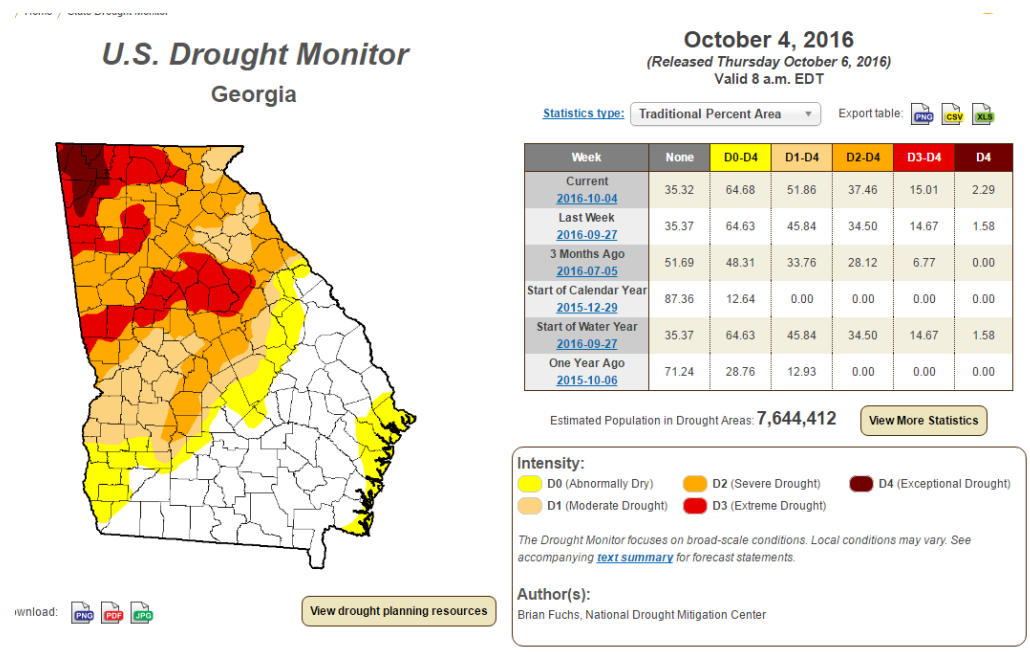 U.S. Drought Monitor
Georgia
October 4, 2016
(Released Thursday October 6, 2016)
Valid 8 a.m. EDT
Statistics type: Traditional Percent Area
Export table: PNG CSV XLS
Week None D0-D4 D1-D4 D2-D4 D3-D4 D4
Current
2016-10-04 35.32 64.68 51.86 37.46 15.01 2.29
Last Week
2016-09-27 35.37 64.63 45.84 34.50 14.67 1.58
3 Months Ago
2016-07-05 51.69 48.31 33.76 28.12 6.77 0.00
Start of Calendar Year
2015-12-29 87.36 12.64 0.00 0.00 0.00 0.00
Start of Water Year
2016-09-27 35.37 64.63 45.84 34.50 14.67 1.58
One Year Ago
2015-10-06 71.24 28.76 12.93 0.00 0.00 0.00
Estimated Population in Drought Areas: 7,644,412
View More Statistics
Intensity:
D0 (Abnormally Dry) D2 (Severe Drought) D4 (Exceptional Drought)
D1 (Moderate Drought) D3 (Extreme Drought)
The Drought Monitor focuses on broad-scale conditions. Local conditions may vary. See
accompanying text summary for forecast statements.
Author(s):
Brian Fuchs, National Drought Mitigation Center
wnload: PNG PDF JPG
View drought planning resources